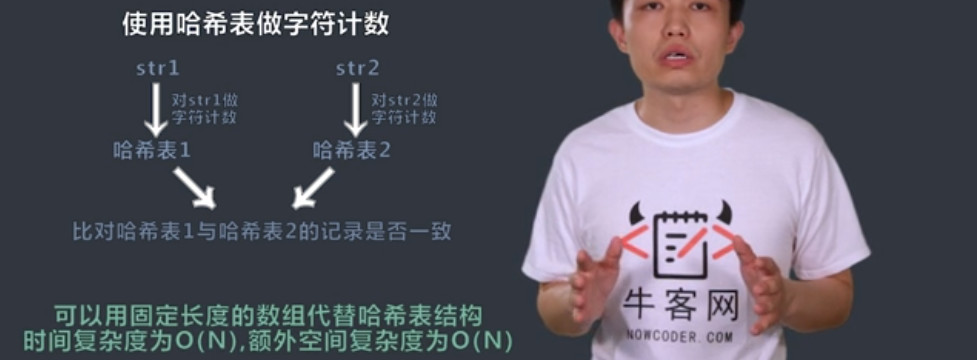 使用哈希表做字符计数
str1
str2
对str1做
字符计数
对str2做
字符计数
哈希表1
哈希表2
比对哈希表1与哈希表2的记录是否一致
可以用固定长度的数组代替哈希表结构
时间复杂度为O(N),额外空间复杂度为O(N)
牛客网
NOWCODER.COM